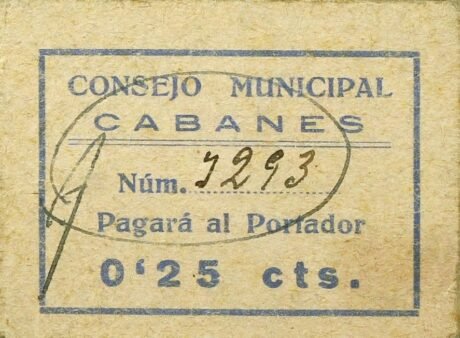 CONSEJO MUNICIPAL
CABANES
Núm. 7293
Pagará al Portador
0'25 cts.